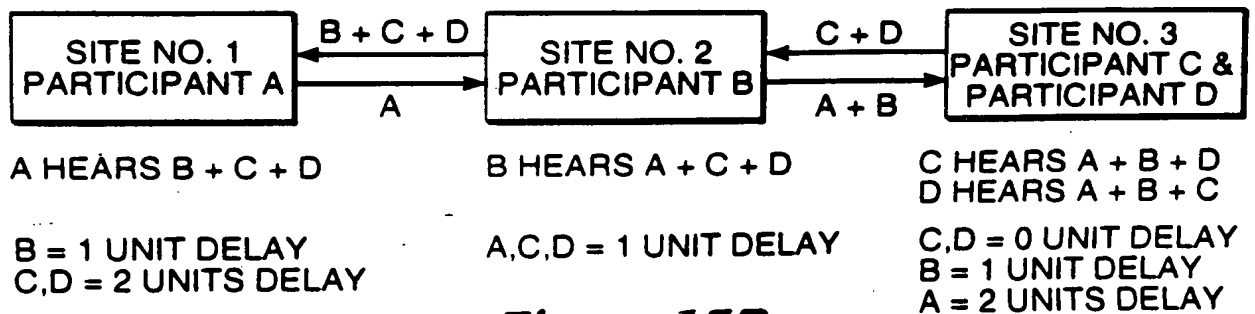 SITE NO. 1
PARTICIPANT A
B + C + D
A
SITE NO. 2
PARTICIPANT B
C + D
A + B
SITE NO. 3
PARTICIPANT C &
PARTICIPANT D
A HEARS B + C + D
B = 1 UNIT DELAY
C,D = 2 UNITS DELAY
B HEARS A + C + D
A,C,D = 1 UNIT DELAY
C HEARS A + B + D
D HEARS A + B + C
C,D = 0 UNIT DELAY
B = 1 UNIT DELAY
A = 2 UNITS DELAY